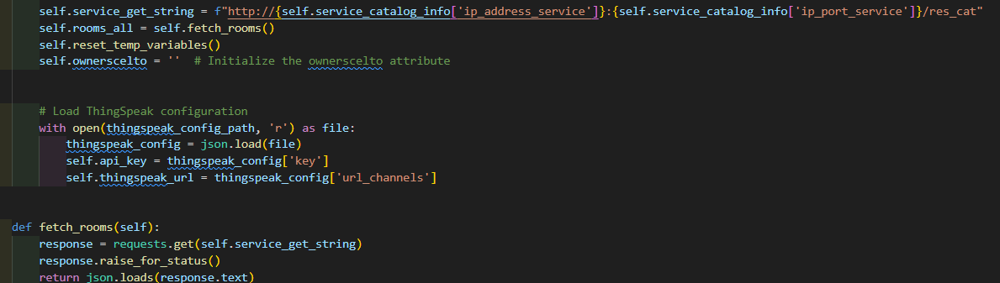 self.service_get_string = f"http://{self.service_catalog_info['ip_address_service']}:{self.service_catalog_info['ip_port_service']}/res_cat"
self.rooms_all = self.fetch_rooms()
self.reset_temp_variables()
self.ownerscelto = ''  # Initialize the ownerscelto attribute
# Load ThingSpeak configuration
with open(thingspeak_config_path, 'r') as file:
thingspeak_config = json.load(file)
self.api_key = thingspeak_config['key']
self.thingspeak_url = thingspeak_config['url_channels']
def fetch_rooms(self):
response = requests.get(self.service_get_string)
response.raise_for_status()
return json.loads(response.text)